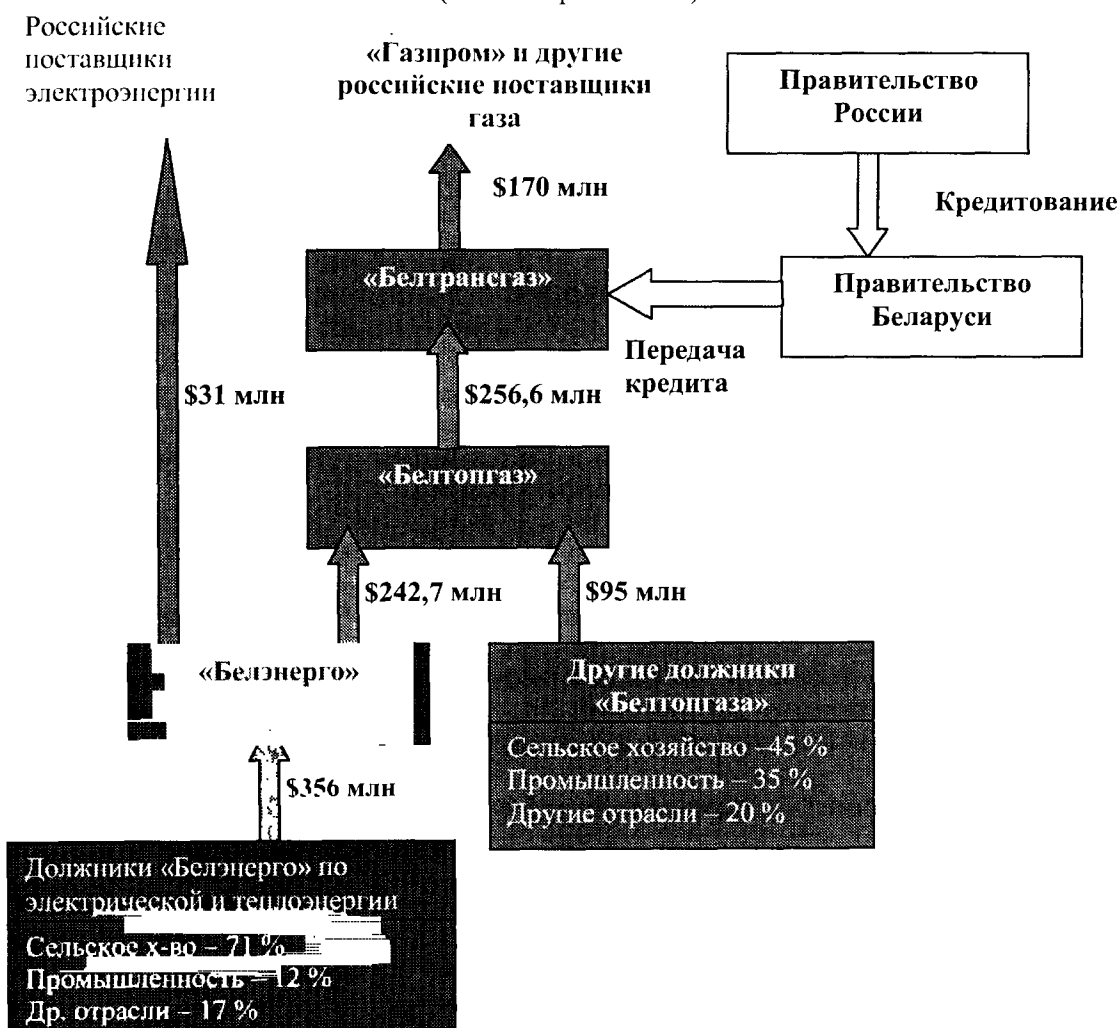 Российские
поставщики
электроэнергии
«Газпром» и другие
российские поставщики
газа
Правительство
России
$170 млн
Кредитование
«Белтрансгаз»
Правительство
Беларуси
Передача
кредита
$31 млн
$256,6 млн
«Белтопгаз»
$242,7 млн
$95 млн
«Белэнерго»
Другие должники
«Белтопгаза»
Сельское хозяйство –45 %
Промышленность – 35 %
Другие отрасли – 20 %
$356 млн
Должники «Белэнерго» по
электрической и теплоэнергии
Сельское х-во – 71 %
Промышленность – 12 %
Др. отрасли – 17 %